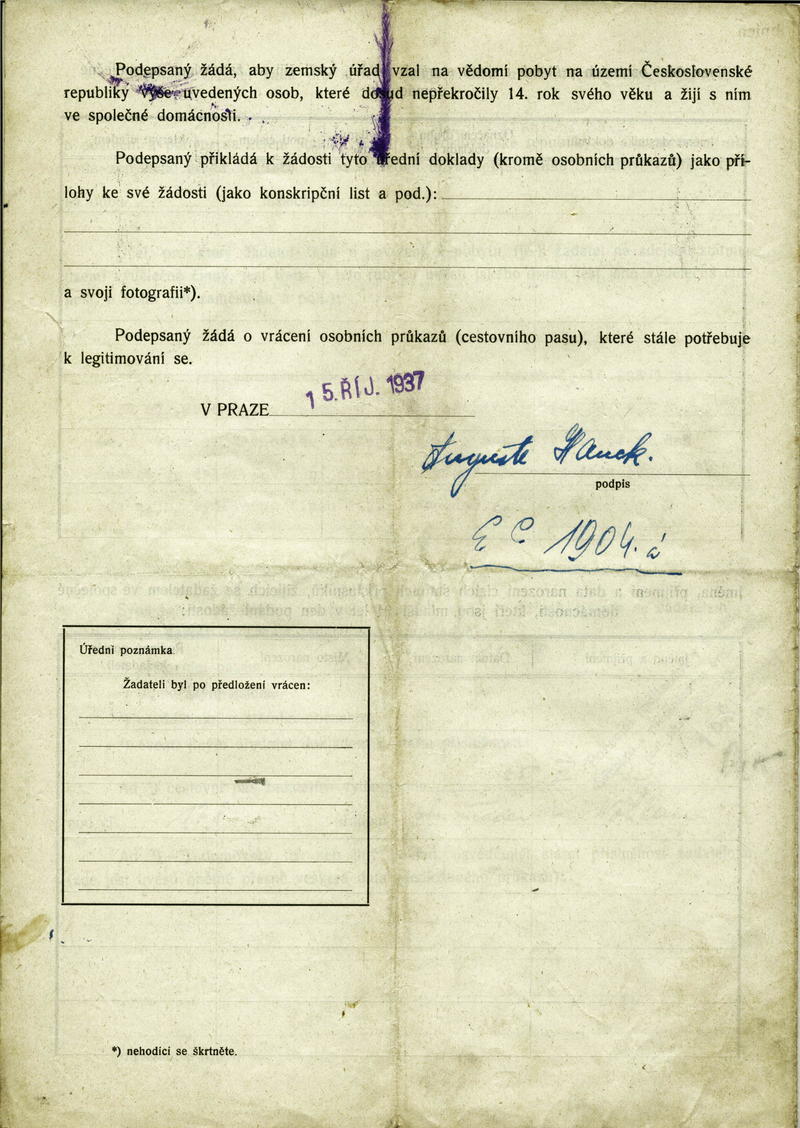 Podepsaný žádá, aby zemský úřad vzal na vědomí pobyt na území Československé
republiky výše uvedených osob, které dosud nepřekročily 14. rok svého věku a žijí s ním
ve společné domácnosti.
Podepsaný přikládá k žádosti tyto úřední doklady (kromě osobních průkazů) jako pří-
lohy ke své žádosti (jako konskripční list a pod.):
a svoji fotografii*).
Podepsaný žádá o vrácení osobních průkazů (cestovního pasu), které stále potřebuje
k legitimování se.
V PRAZE 15. ŘÍJ. 1937
Auguste Hauck.
podpis
1904.
Úřední poznámka
Žadateli byl po předložení vrácen:
*) nehodící se škrtněte.